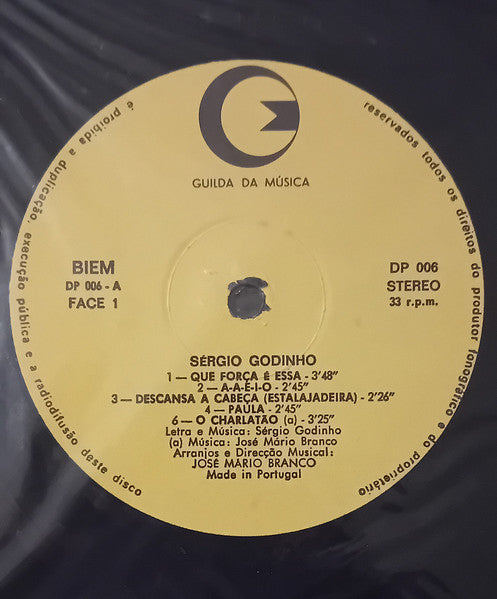 GUILDA DA MÚSICA
BIEM
DP 006 - A
FACE 1
DP 006
STEREO
33 r.p.m.
SÉRGIO GODINHO
1 — QUE FORÇA É ESSA - 3'48"
2 — A-A-E-I-O - 2'45"
3 — DESCANSA A CABEÇA (ESTALAJADEIRA) - 2'26"
4 — PAULA - 2'45"
6 — O CHARLATÃO (a) - 3'25"
Letra e Música: Sérgio Godinho
(a) Música: José Mário Branco
Arranjos e Direcção Musical:
JOSÉ MÁRIO BRANCO
Made in Portugal
reservados todos os direitos do produtor fonográfico e do proprietário
é proibida a duplicação, execução pública e a radiodifusão deste disco